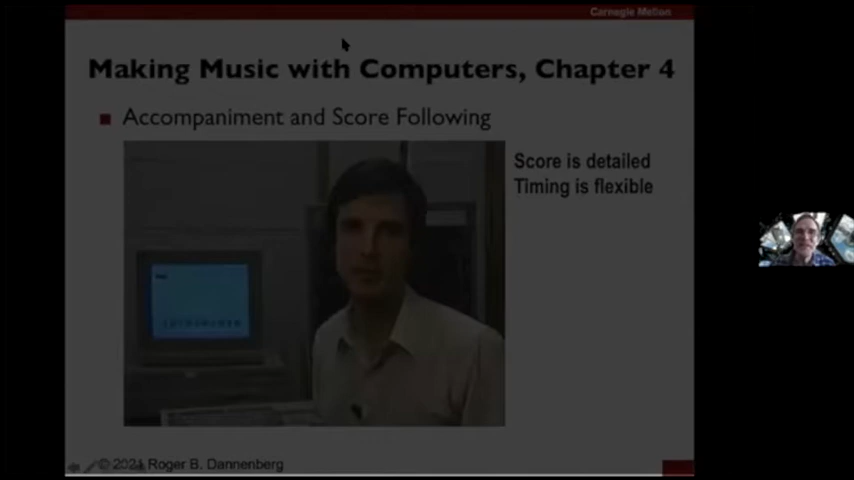 Carnegie Mellon
Making Music with Computers, Chapter 4
Accompaniment and Score Following
Score is detailed
Timing is flexible
© 2021 Roger B. Dannenberg